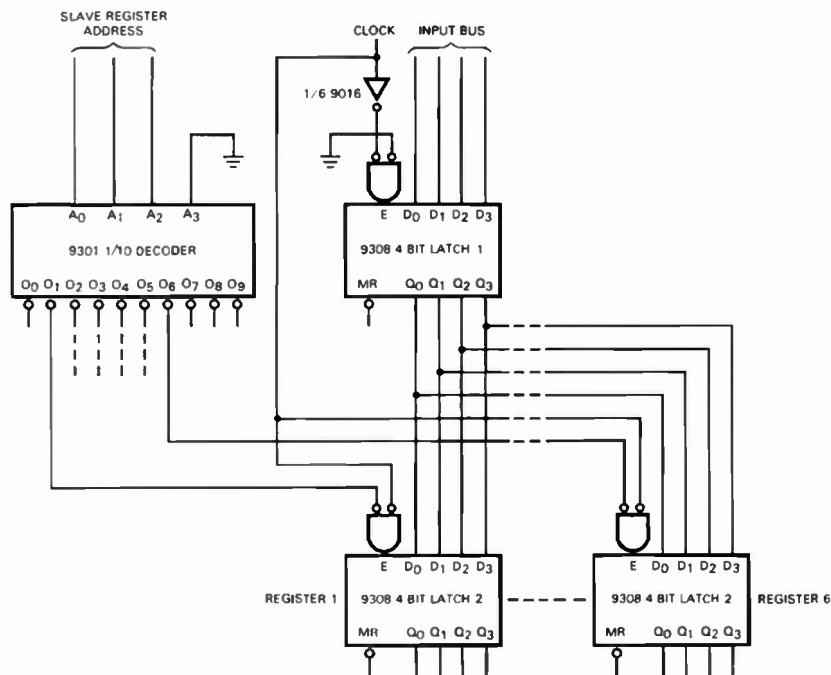 SLAVE REGISTER
ADDRESS
CLOCK
INPUT BUS
1/6 9016
A0 A1 A2 A3
9301 1/10 DECODER
O0 O1 O2 O3 O4 O5 O6 O7 O8 O9
E D0 D1 D2 D3
9308 4 BIT LATCH 1
MR Q0 Q1 Q2 Q3
E D0 D1 D2 D3
REGISTER 1
9308 4 BIT LATCH 2
MR Q0 Q1 Q2 Q3
E D0 D1 D2 D3
9308 4 BIT LATCH 2
REGISTER 6
MR Q0 Q1 Q2 Q3